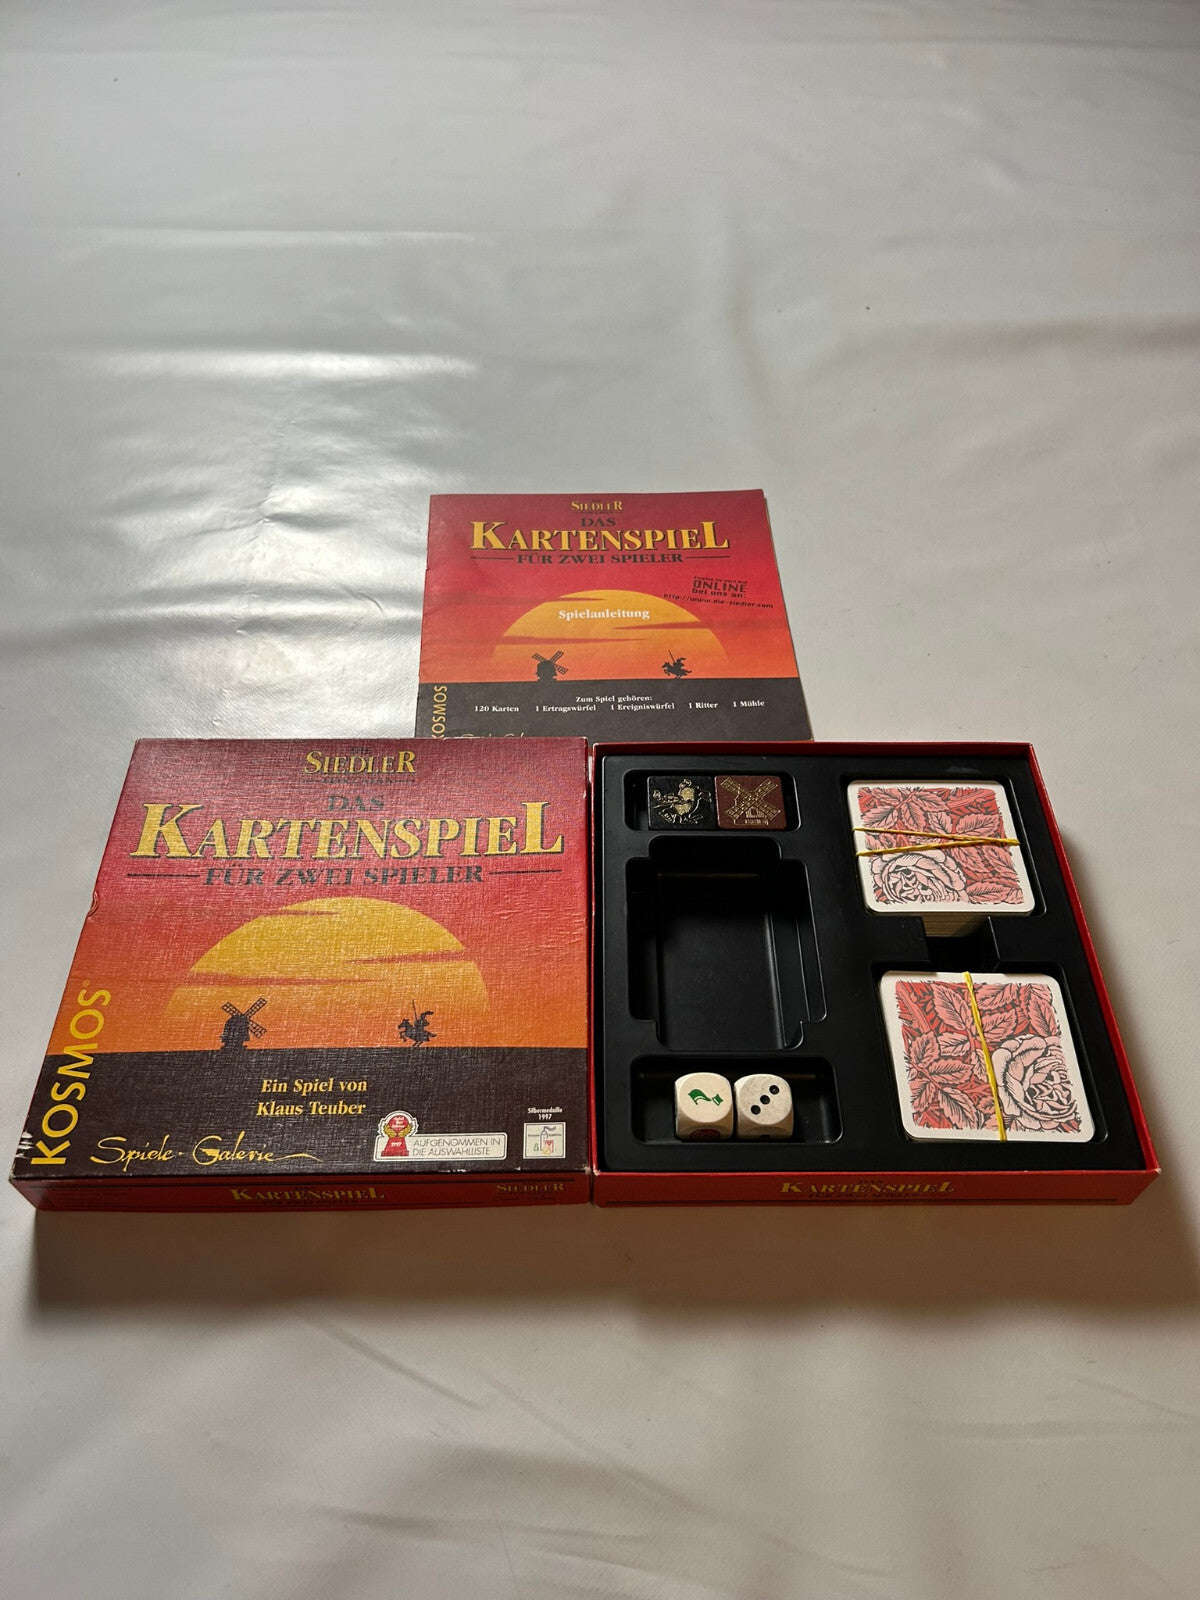 SIEDLER
DAS
KARTENSPIEL
FÜR ZWEI SPIELER
ONLINE
bei uns an:
http://www.die-siedler.com
Spielanleitung
Zum Spiel gehören:
120 Karten 1 Ertragswürfel 1 Ereigniswürfel 1 Ritter 1 Mühle
KOSMOS
DIE
SIEDLER
DAS
KARTENSPIEL
FÜR ZWEI SPIELER
KOSMOS
Ein Spiel von
Klaus Teuber
Spiele-Galerie
1997
AUFGENOMMEN IN
DIE AUSWAHLLISTE
Silbermedaille
1997
KARTENSPIEL
SIEDLER
KARTENSPIEL
FÜR ZWEI SPIELER